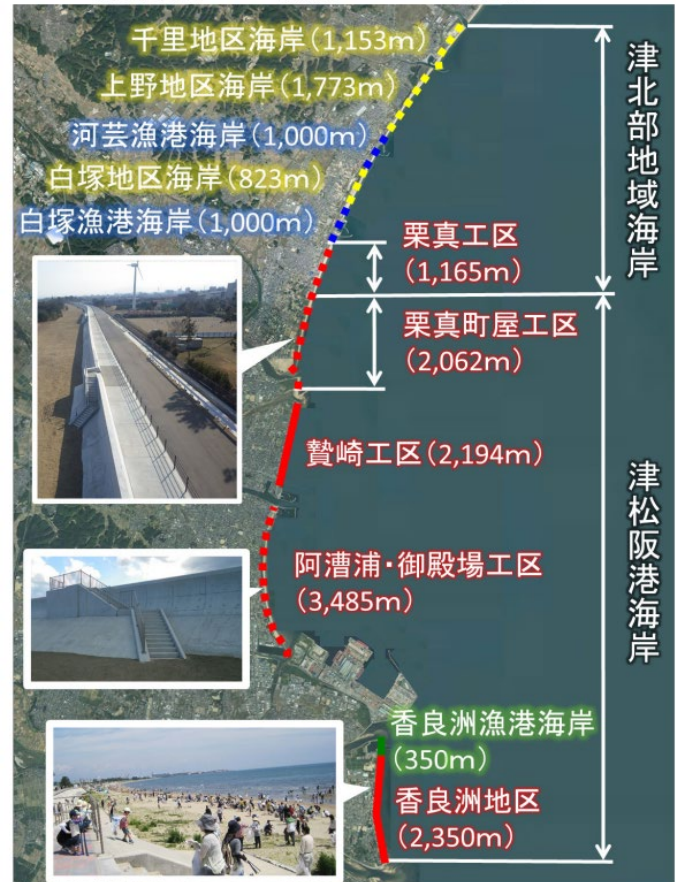 千里地区海岸(1,153m)
上野地区海岸(1,773m)
河芸漁港海岸(1,000m)
白塚地区海岸(823m)
白塚漁港海岸(1,000m)
津北部地域海岸
栗真工区
(1,165m)
栗真町屋工区
(2,062m)
贄崎工区(2,194m)
津松阪港海岸
阿漕浦・御殿場工区
(3,485m)
香良洲漁港海岸
(350m)
香良洲地区
(2,350m)